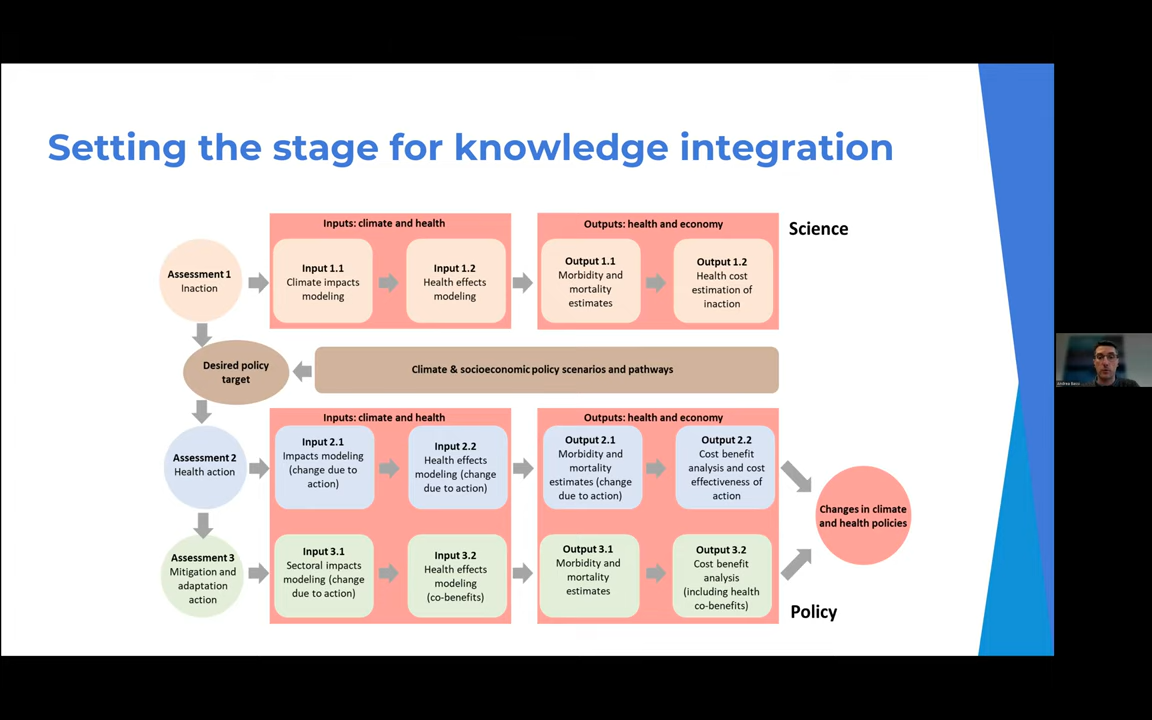 Setting the stage for knowledge integration
Inputs: climate and health
Outputs: health and economy
Science
Assessment 1
Inaction
Input 1.1
Climate impacts
modeling
Input 1.2
Health effects
modeling
Output 1.1
Morbidity and
mortality
estimates
Output 1.2
Health cost
estimation of
inaction
Desired policy
target
Climate & socioeconomic policy scenarios and pathways
Inputs: climate and health
Outputs: health and economy
Assessment 2
Health action
Input 2.1
Impacts modeling
(change due to
action)
Input 2.2
Health effects
modeling (change
due to action)
Output 2.1
Morbidity and
mortality
estimates (change
due to action)
Output 2.2
Cost benefit
analysis and cost
effectiveness of
action
Changes in climate
and health policies
Assessment 3
Mitigation and
adaptation
action
Input 3.1
Sectoral impacts
modeling (change
due to action)
Input 3.2
Health effects
modeling
(co-benefits)
Output 3.1
Morbidity and
mortality
estimates
Output 3.2
Cost benefit
analysis
(including health
co-benefits)
Policy
Andrea Bassi